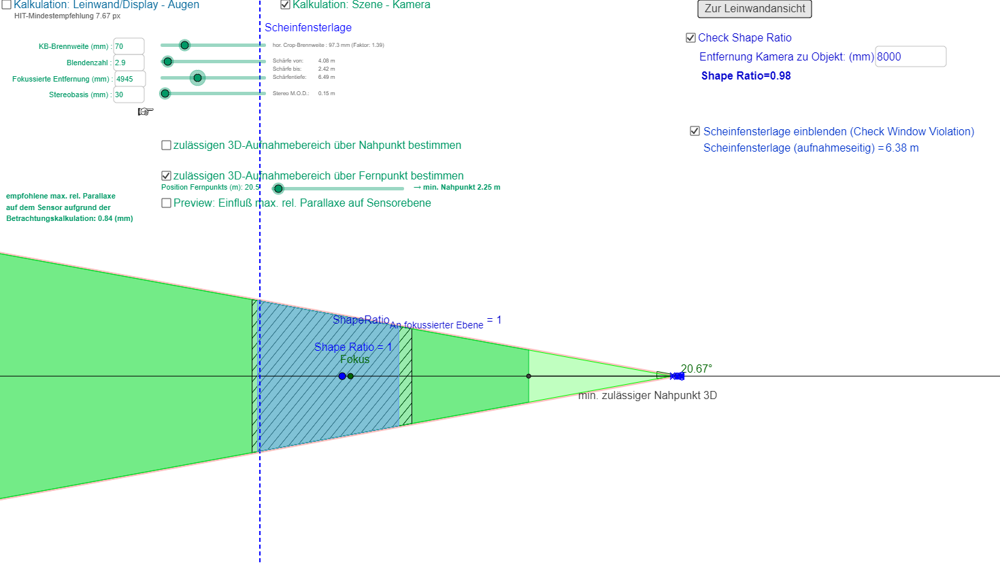 Kalkulation: Leinwand/Display - Augen
HIT-Mindestempfehlung 7.67 px
Kalkulation: Szene - Kamera
Zur Leinwandansicht
Scheinfensterlage
Check Shape Ratio
KB-Brennweite (mm) : 70
hor. Crop-Brennweite : 97.3 mm (Faktor: 1.39)
Entfernung Kamera zu Objekt: (mm) 8000
Blendenzahl : 2.9
Schärfe von: 4.08 m
Schärfe bis: 2.42 m
Shape Ratio=0.98
Fokussierte Entfernung (mm) : 4945
Schärfentiefe: 6.49 m
Stereobasis (mm) : 30
Stereo M.O.D.: 0.15 m
Scheinfensterlage einblenden (Check Window Violation)
Scheinfensterlage (aufnahmeseitig) = 6.38 m
zulässigen 3D-Aufnahmebereich über Nahpunkt bestimmen
zulässigen 3D-Aufnahmebereich über Fernpunkt bestimmen
Position Fernpunkts (m): 20.5
→ min. Nahpunkt 2.25 m
Preview: Einfluß max. rel. Parallaxe auf Sensorebene
empfohlene max. rel. Parallaxe
auf dem Sensor aufgrund der
Betrachtungskalkulation: 0.84 (mm)
ShapeRatio An fokussierter Ebene = 1
Shape Ratio = 1
Fokus
20.67°
min. zulässiger Nahpunkt 3D